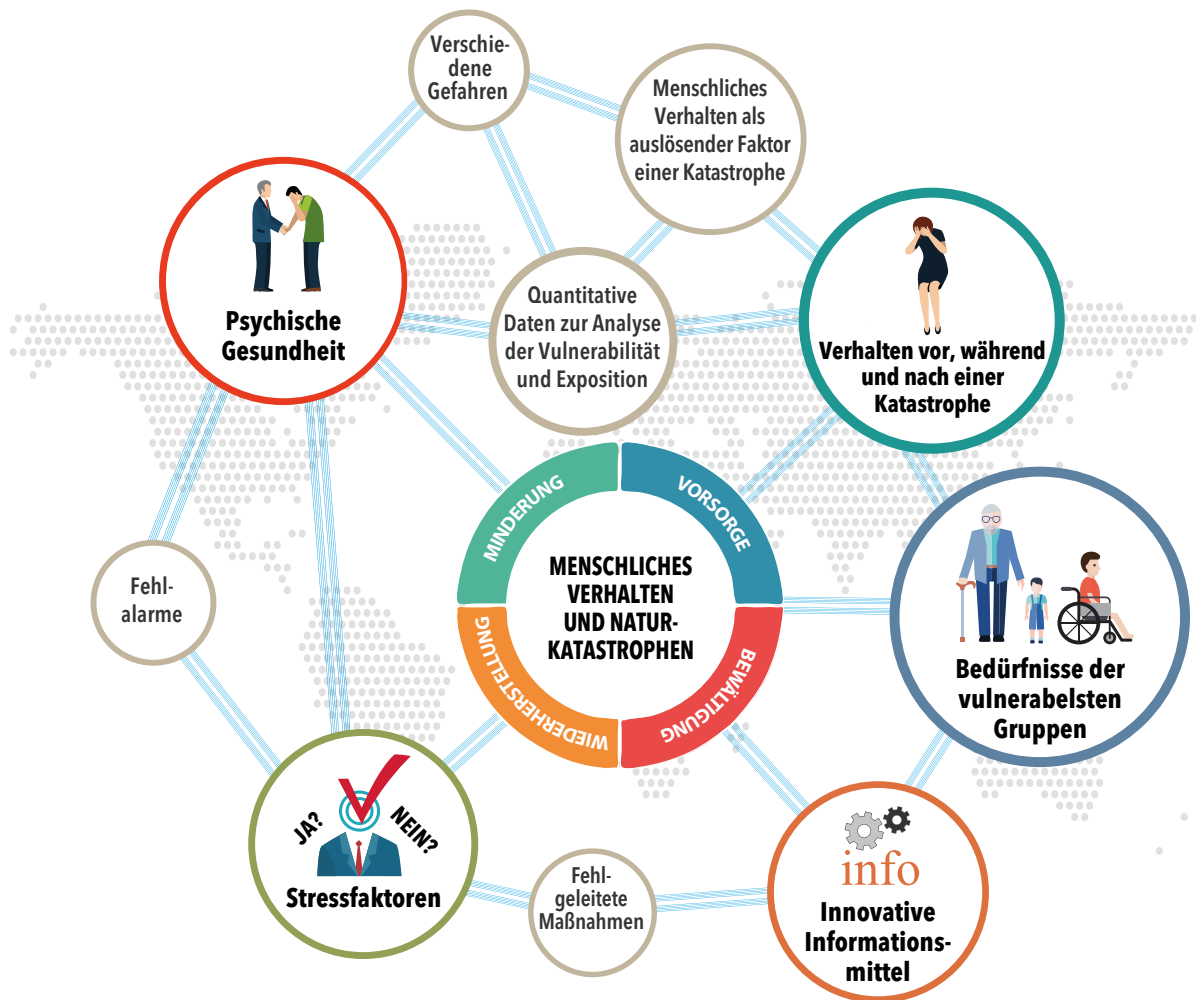 Verschie-
dene
Gefahren
Menschliches
Verhalten als
auslösender Faktor
einer Katastrophe
Psychische
Gesundheit
Quantitative
Daten zur Analyse
der Vulnerabilität
und Exposition
Verhalten vor, während
und nach einer
Katastrophe
MINDERUNG
VORSORGE
MENSCHLICHES
VERHALTEN
UND NATUR-
KATASTROPHEN
WIEDERHERSTELLUNG
BEWÄLTIGUNG
Fehl-
alarme
Bedürfnisse der
vulnerabelsten
Gruppen
JA?
NEIN?
Stressfaktoren
Fehl-
geleitete
Maßnahmen
info
Innovative
Informations-
mittel